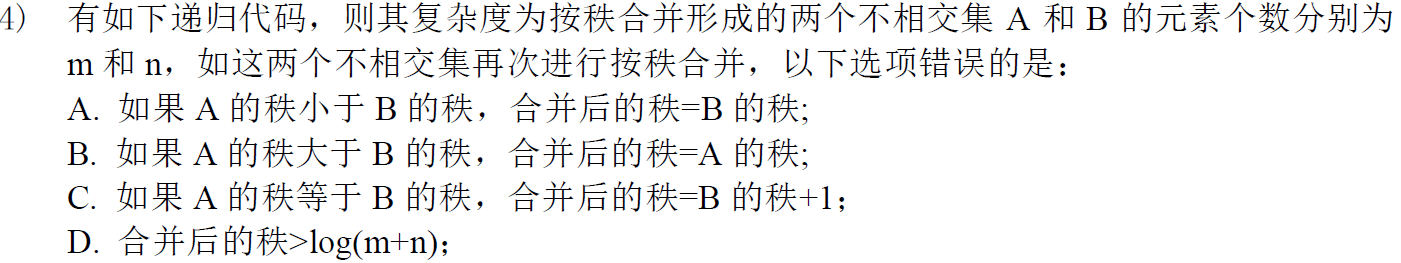 4） 有如下递归代码，则其复杂度为按秩合并形成的两个不相交集 A 和 B 的元素个数分别为
m 和 n，如这两个不相交集再次进行按秩合并，以下选项错误的是：
A. 如果 A 的秩小于 B 的秩，合并后的秩=B 的秩;
B. 如果 A 的秩大于 B 的秩，合并后的秩=A 的秩;
C. 如果 A 的秩等于 B 的秩，合并后的秩=B 的秩+1；
D. 合并后的秩>log(m+n)；